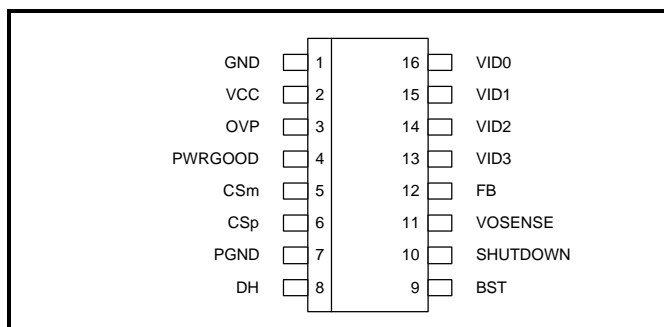 GND 1 16 VID0
VCC 2 15 VID1
OVP 3 14 VID2
PWRGOOD 4 13 VID3
CSm 5 12 FB
CSp 6 11 VOSENSE
PGND 7 10 SHUTDOWN
DH 8 9 BST